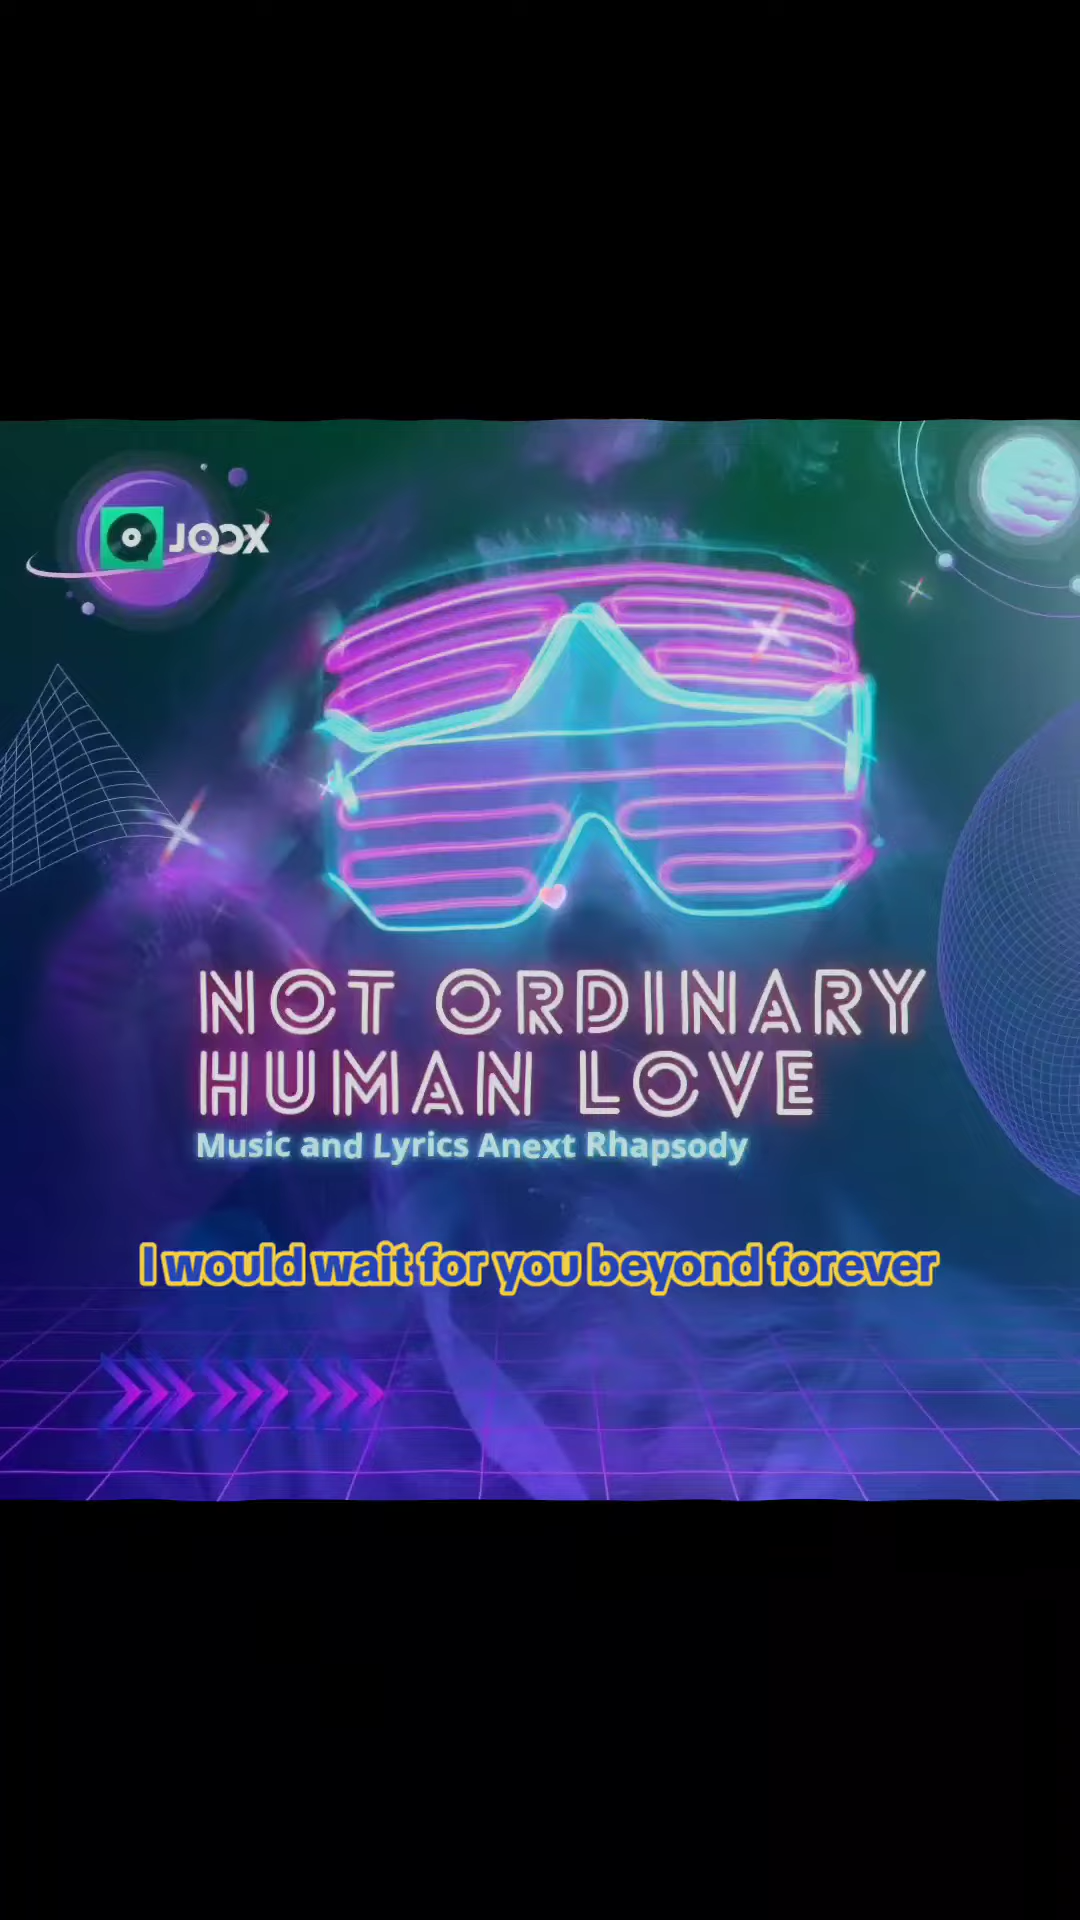 JOOX
NOT ORDINARY
HUMAN LOVE
Music and Lyrics Anext Rhapsody
I would wait for you beyond forever